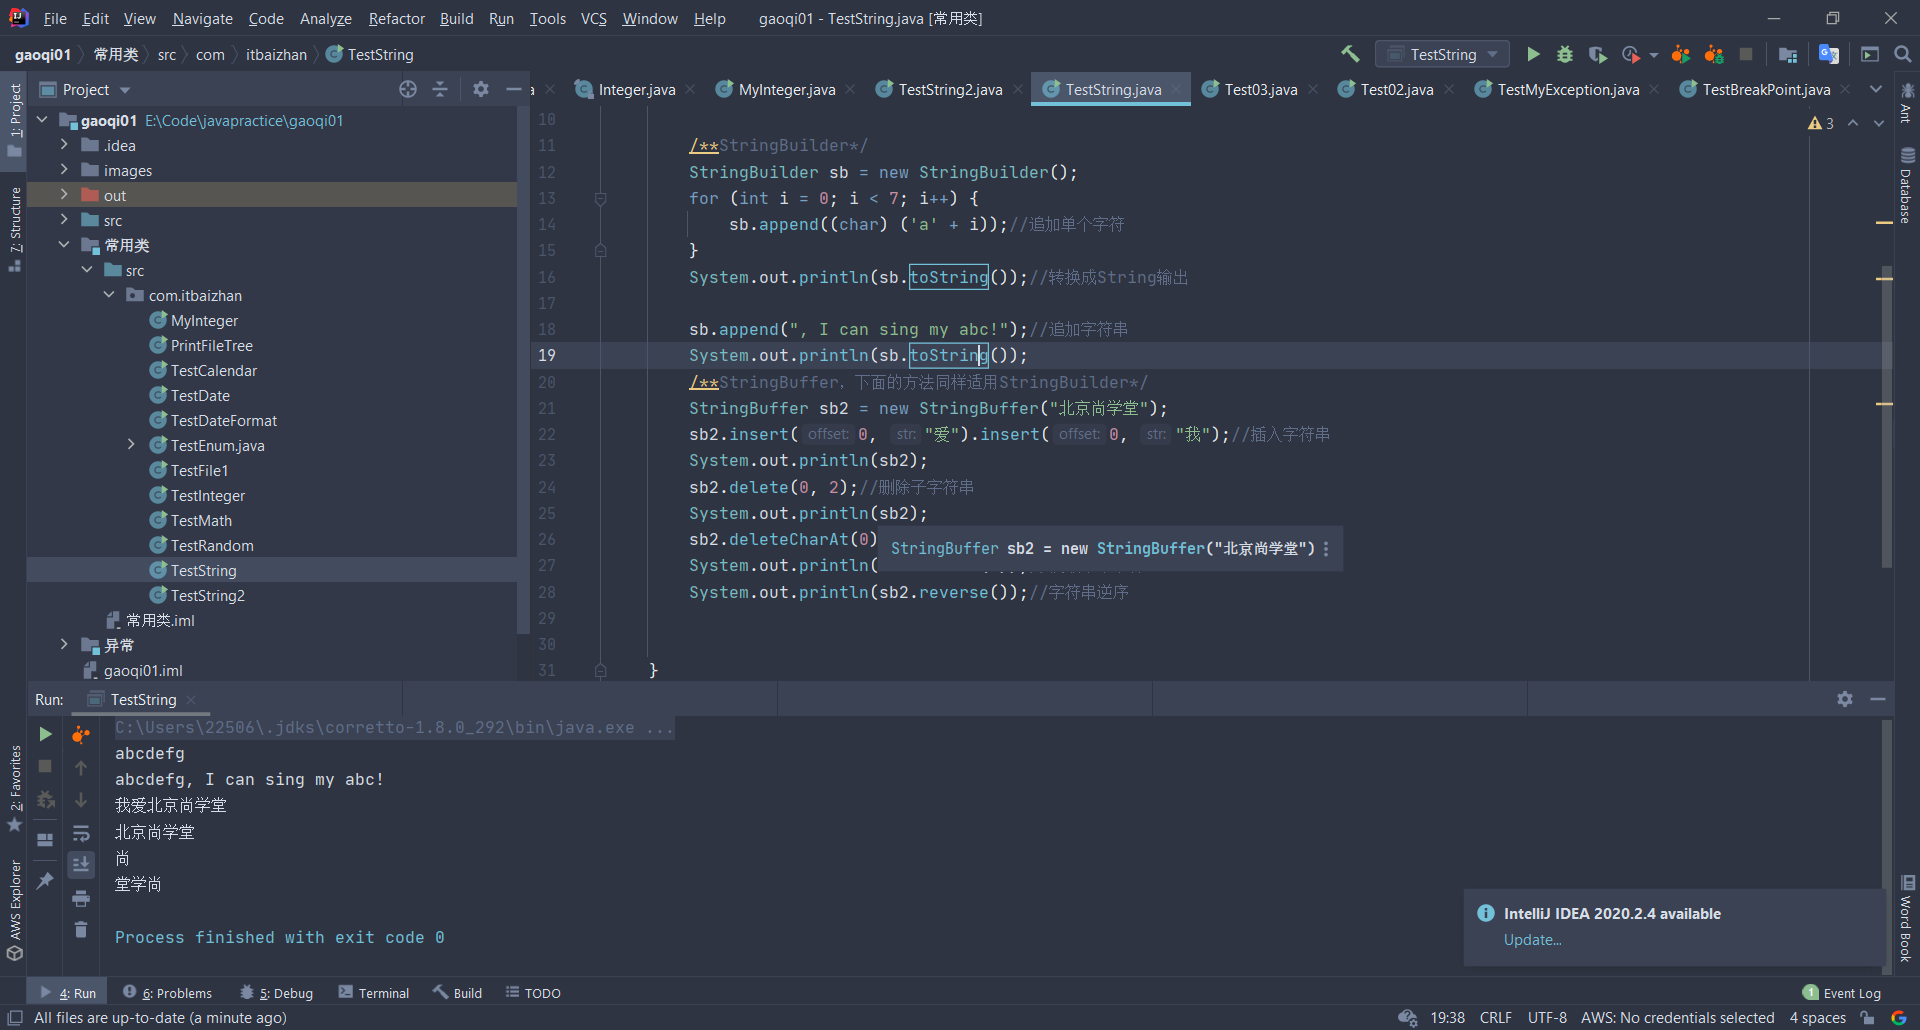 File Edit View Navigate Code Analyze Refactor Build Run Tools VCS Window Help gaoqi01 - TestString.java [常用类]
gaoqi01 常用类 src com itbaizhan TestString
TestString
Project
a Integer.java MyInteger.java TestString2.java TestString.java Test03.java Test02.java TestMyException.java TestBreakPoint.java
gaoqi01 E:\Code\javapractice\gaoqi01
.idea
images
out
src
常用类
src
com.itbaizhan
MyInteger
PrintFileTree
TestCalendar
TestDate
TestDateFormat
TestEnum.java
TestFile1
TestInteger
TestMath
TestRandom
TestString
TestString2
常用类.iml
异常
gaoqi01.iml
1: Project
7: Structure
2: Favorites
AWS Explorer
3
10
11 /**StringBuilder*/
12 StringBuilder sb = new StringBuilder();
13 for (int i = 0; i < 7; i++) {
14 sb.append((char) ('a' + i));//追加单个字符
15 }
16 System.out.println(sb.toString());//转换成String输出
17
18 sb.append(", I can sing my abc!");//追加字符串
19 System.out.println(sb.toString());
20 /**StringBuffer，下面的方法同样适用StringBuilder*/
21 StringBuffer sb2 = new StringBuffer("北京尚学堂");
22 sb2.insert( offset: 0, str: "爱").insert( offset: 0, str: "我");//插入字符串
23 System.out.println(sb2);
24 sb2.delete(0, 2);//删除子字符串
25 System.out.println(sb2);
26 sb2.deleteCharAt(0)
StringBuffer sb2 = new StringBuffer("北京尚学堂")
27 System.out.println(
28 System.out.println(sb2.reverse());//字符串逆序
29
30
31 }
Ant
Database
Word Book
Run: TestString
C:\Users\22506\.jdks\corretto-1.8.0_292\bin\java.exe ...
abcdefg
abcdefg, I can sing my abc!
我爱北京尚学堂
北京尚学堂
尚
堂学尚
Process finished with exit code 0
IntelliJ IDEA 2020.2.4 available
Update...
4: Run 6: Problems 5: Debug Terminal Build TODO
1 Event Log
All files are up-to-date (a minute ago)
19:38 CRLF UTF-8 AWS: No credentials selected 4 spaces